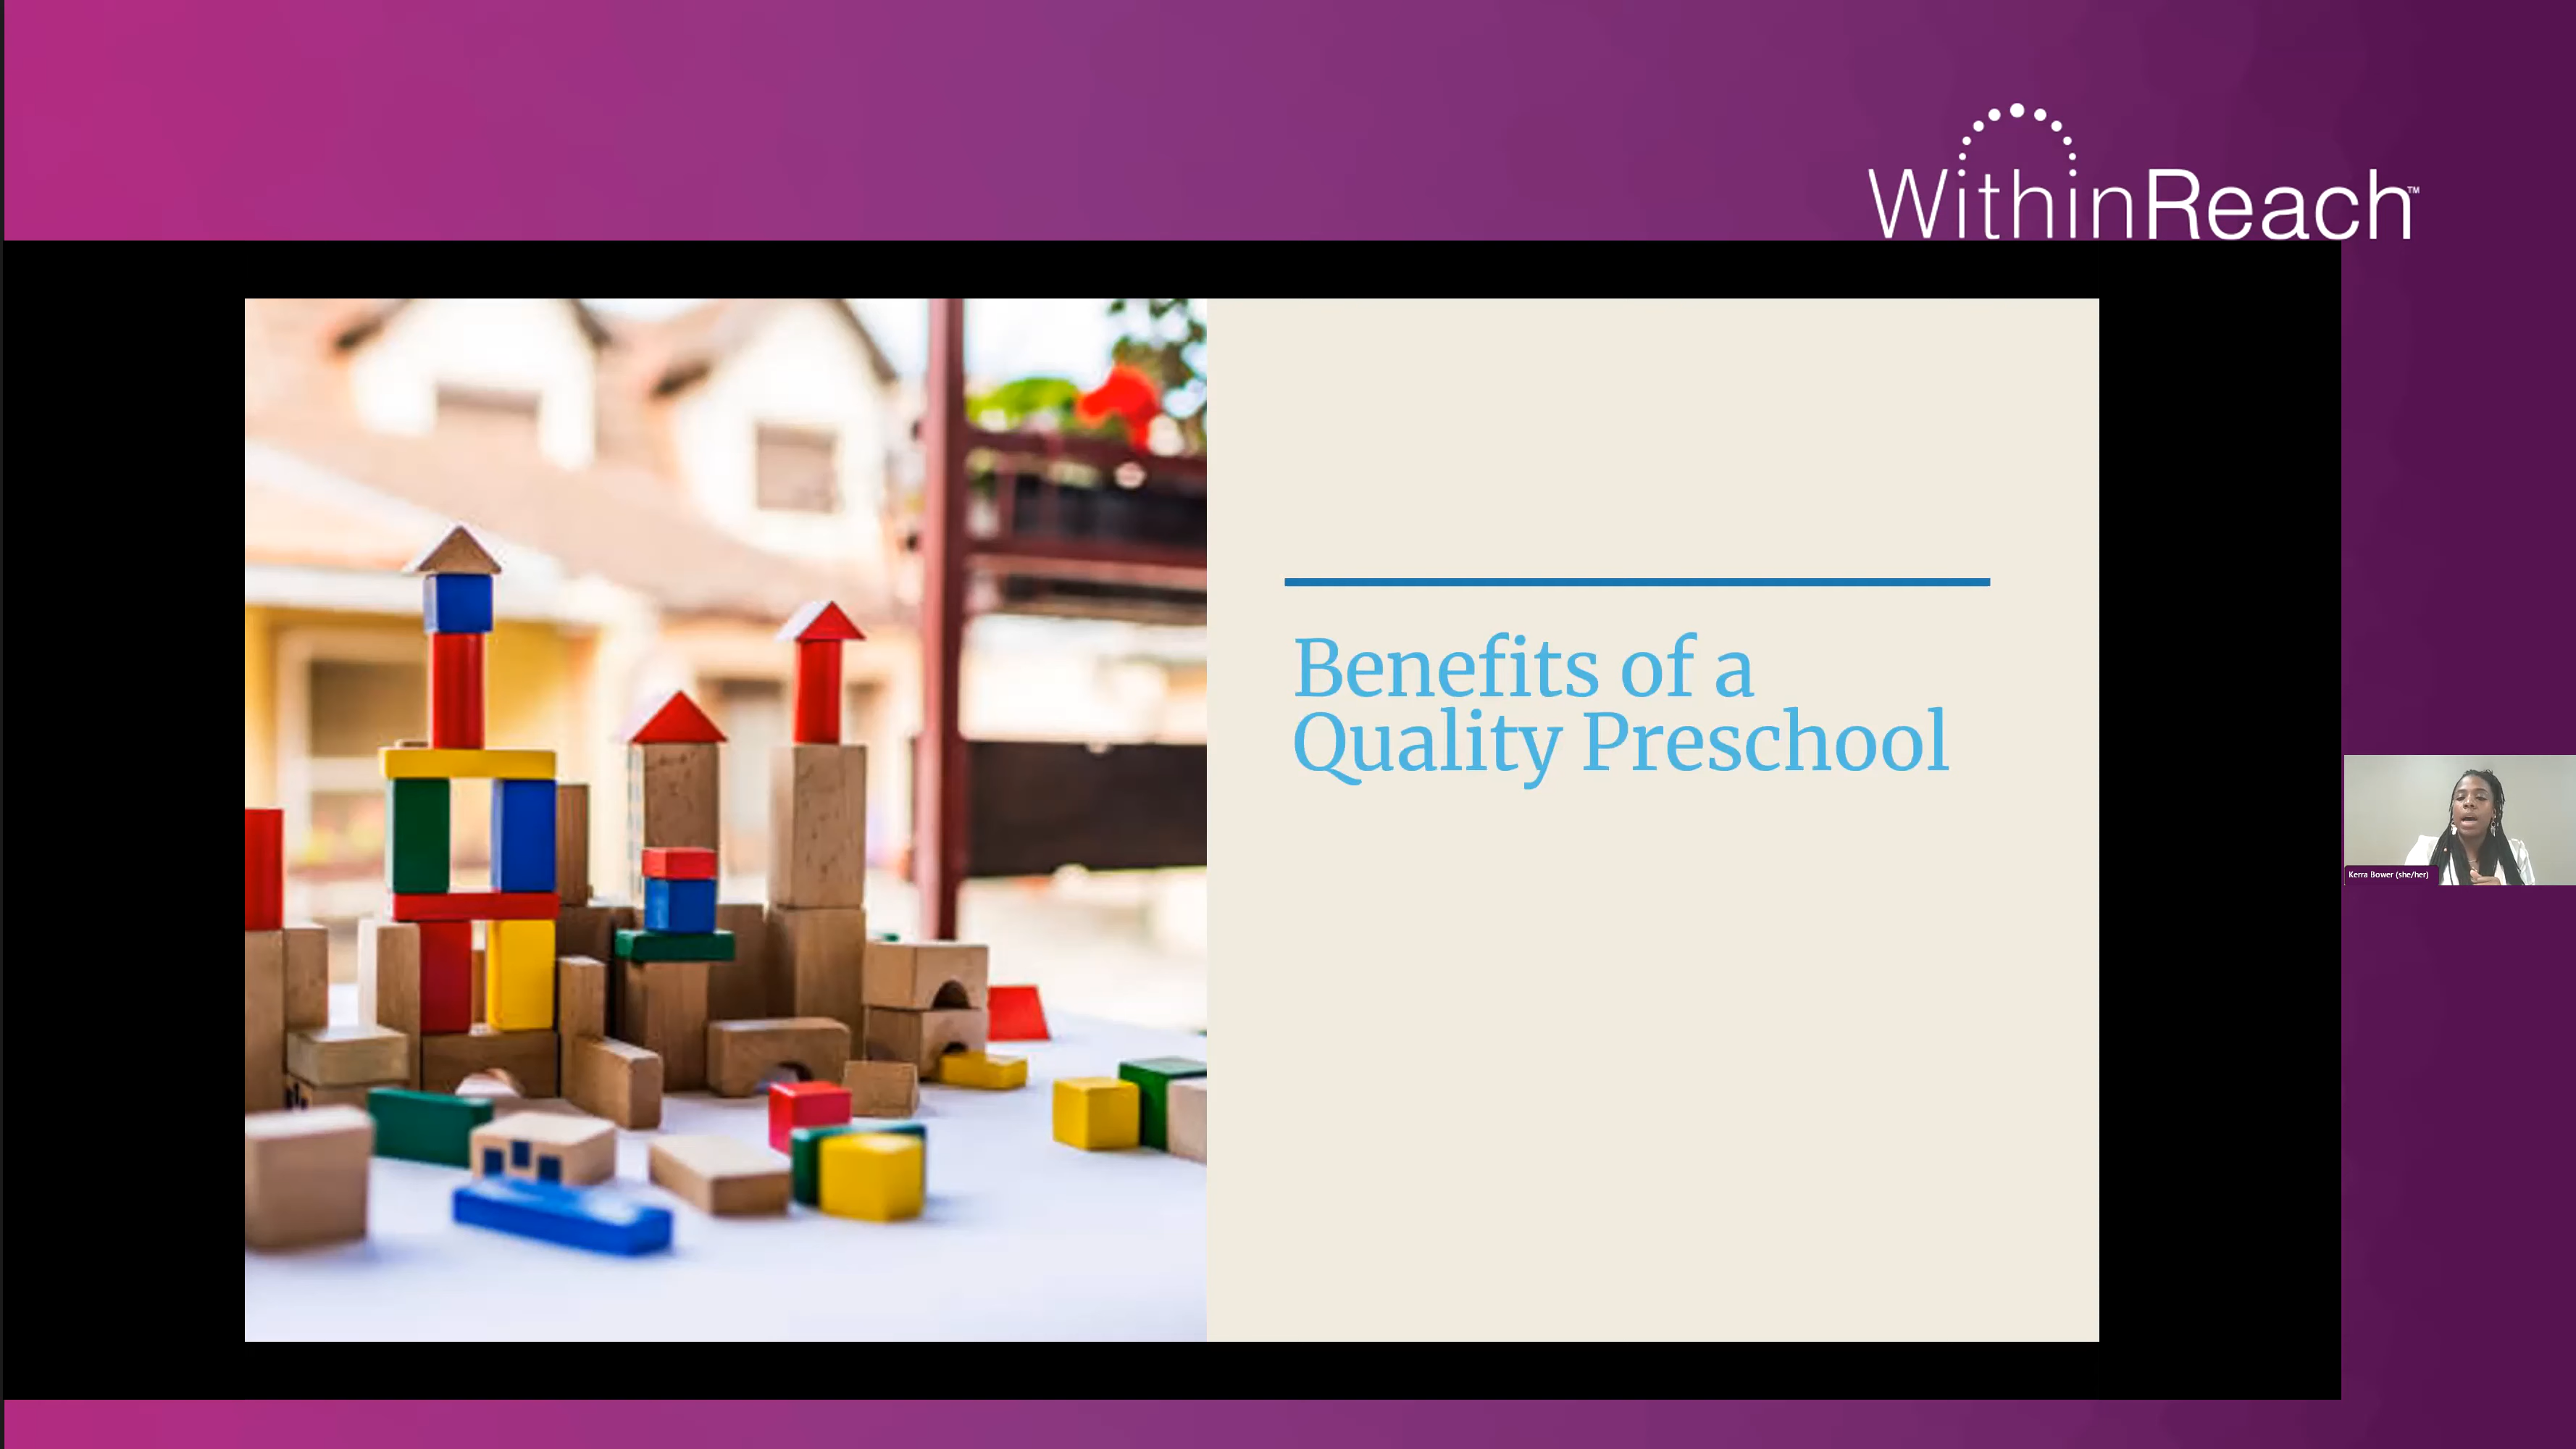 WithinReach™
Benefits of a
Quality Preschool
Kerra Bower (she/her)